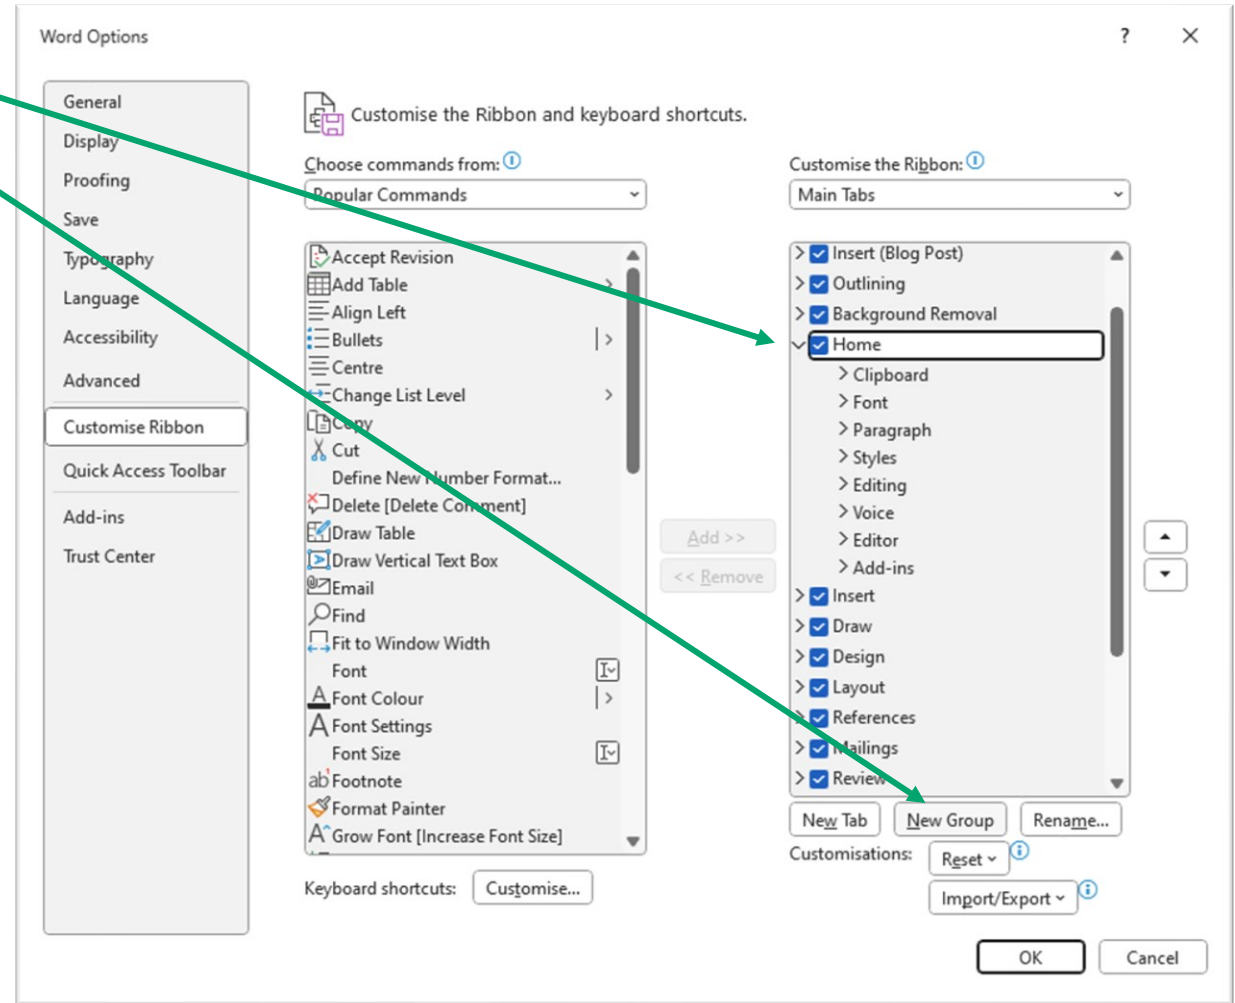 Word Options
?
General
Display
Proofing
Save
Typography
Language
Accessibility
Advanced
Customise Ribbon
Quick Access Toolbar
Add-ins
Trust Center
Customise the Ribbon and keyboard shortcuts.
Choose commands from:
Popular Commands
Accept Revision
Add Table
Align Left
Bullets
Centre
Change List Level
Copy
Cut
Define New Number Format...
Delete [Delete Comment]
Draw Table
Draw Vertical Text Box
Email
Find
Fit to Window Width
Font
Font Colour
Font Settings
Font Size
Footnote
Format Painter
Grow Font [Increase Font Size]
Keyboard shortcuts: Customise...
Add >>
<< Remove
Customise the Ribbon:
Main Tabs
Insert (Blog Post)
Outlining
Background Removal
Home
Clipboard
Font
Paragraph
Styles
Editing
Voice
Editor
Add-ins
Insert
Draw
Design
Layout
References
Mailings
Review
New Tab New Group Rename...
Customisations: Reset
Import/Export
OK Cancel